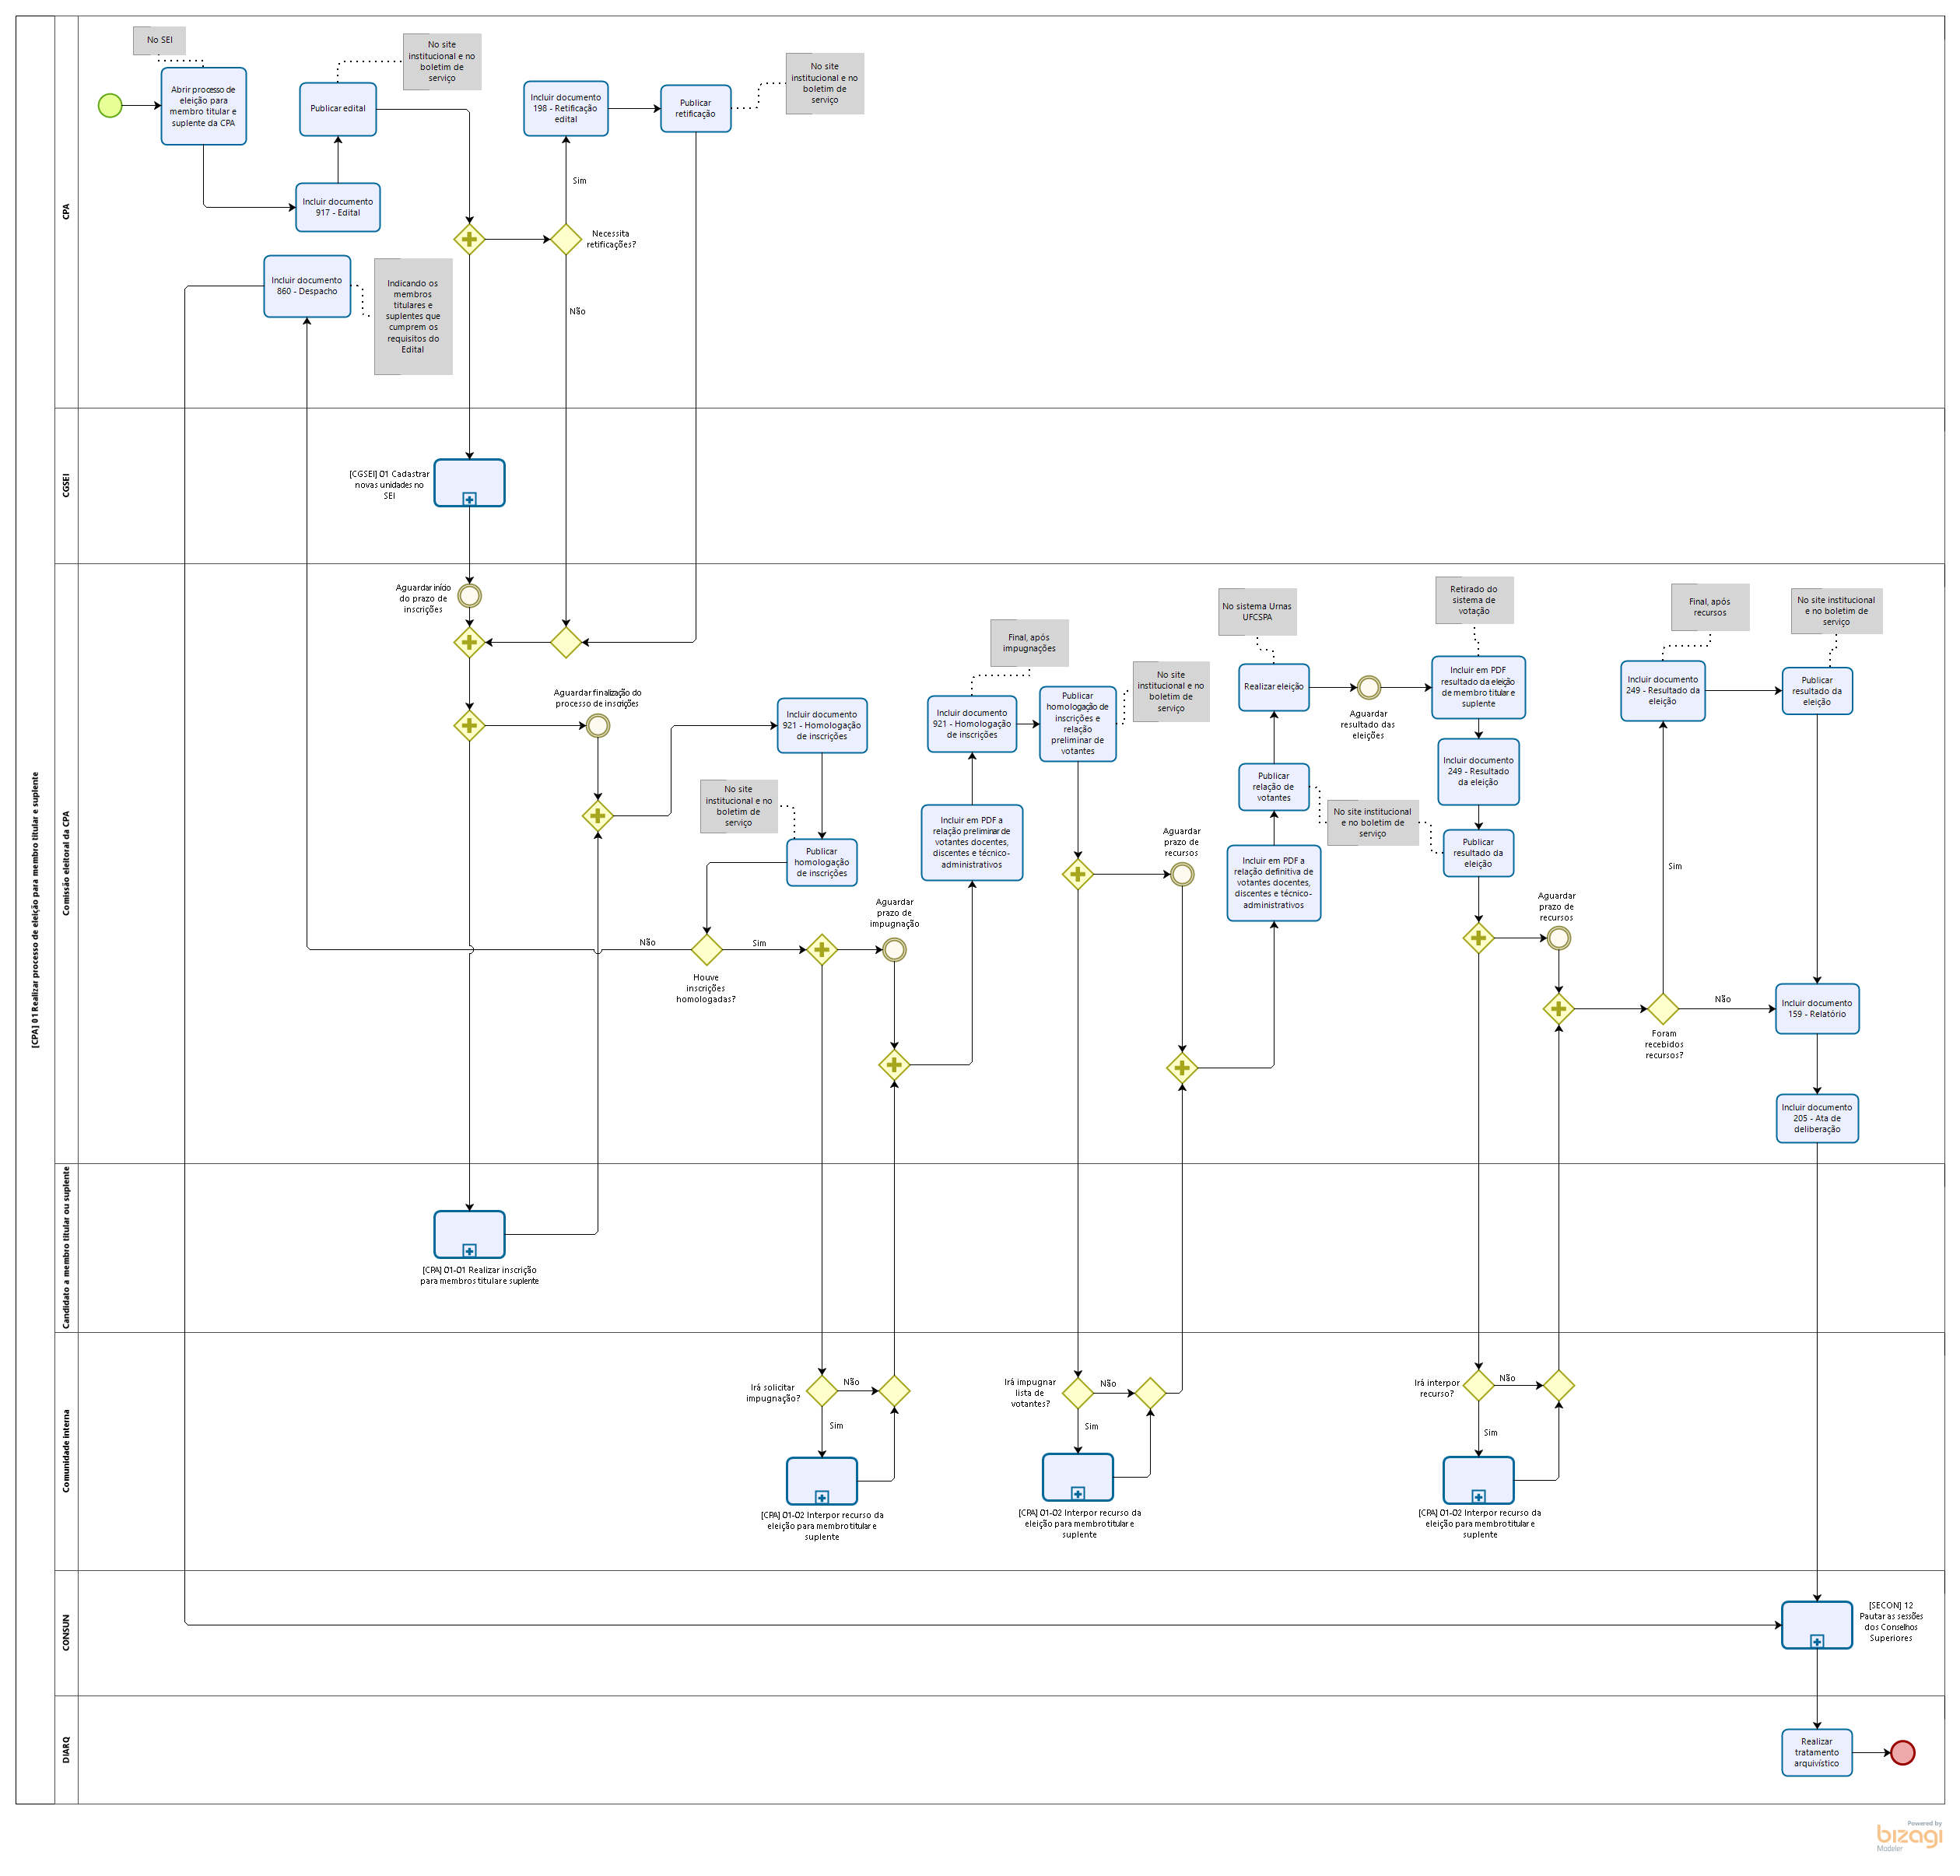 [CPA] 01 Realizar processo de eleição para membro titular e suplente
CPA
No SEI
Abrir processo de
eleição para
membro titular e
suplente da CPA
Publicar edital
No site
institucional e no
boletim de
serviço
Incluir documento
917 - Edital
Incluir documento
198 - Retificação
edital
Publicar
retificação
No site
institucional e no
boletim de
serviço
Sim
Necessita
retificações?
Não
Incluir documento
860 - Despacho
Indicando os
membros
titulares e
suplentes que
cumprem os
requisitos do
Edital
CGSEI
[CGSEI] 01 Cadastrar
novas unidades no
SEI
Comissão eleitoral da CPA
Aguardar início
do prazo de
inscrições
Aguardar finalização do
processo de inscrições
Incluir documento
921 - Homologação
de inscrições
No site
institucional e no
boletim de
serviço
Publicar
homologação
de inscrições
Não
Sim
Houve
inscrições
homologadas?
Aguardar
prazo de
impugnação
Incluir em PDF a
relação preliminar de
votantes docentes,
discentes e técnico-
administrativos
Incluir documento
921 - Homologação
de inscrições
Final, após
impugnações
Publicar
homologação de
inscrições e
relação
preliminar de
votantes
No site
institucional e no
boletim de
serviço
Aguardar
prazo de
recursos
Incluir em PDF a
relação definitiva de
votantes docentes,
discentes e técnico-
administrativos
Publicar
relação de
votantes
No site institucional
e no boletim de
serviço
Realizar eleição
No sistema Urnas
UFCSPA
Aguardar
resultado das
eleições
Retirado do
sistema de
votação
Incluir em PDF
resultado da eleição
de membro titular e
suplente
Incluir documento
249 - Resultado
da eleição
Publicar
resultado da
eleição
Aguardar
prazo de
recursos
Foram
recebidos
recursos?
Sim
Não
Incluir documento
249 - Resultado da
eleição
Final, após
recursos
Publicar
resultado da
eleição
No site institucional
e no boletim de
serviço
Incluir documento
159 - Relatório
Incluir documento
205 - Ata de
deliberação
Candidato a membro titular ou suplente
[CPA] 01-01 Realizar inscrição
para membros titular e suplente
Comunidade interna
Irá solicitar
impugnação?
Não
Sim
[CPA] 01-02 Interpor recurso da
eleição para membro titular e
suplente
Irá impugnar
lista de
votantes?
Não
Sim
[CPA] 01-02 Interpor recurso da
eleição para membro titular e
suplente
Irá interpor
recurso?
Não
Sim
[CPA] 01-02 Interpor recurso da
eleição para membro titular e
suplente
CONSUN
[SECON] 12
Pautar as sessões
dos Conselhos
Superiores
DIARQ
Realizar
tratamento
arquivístico
Powered by
bizagi
Modeler